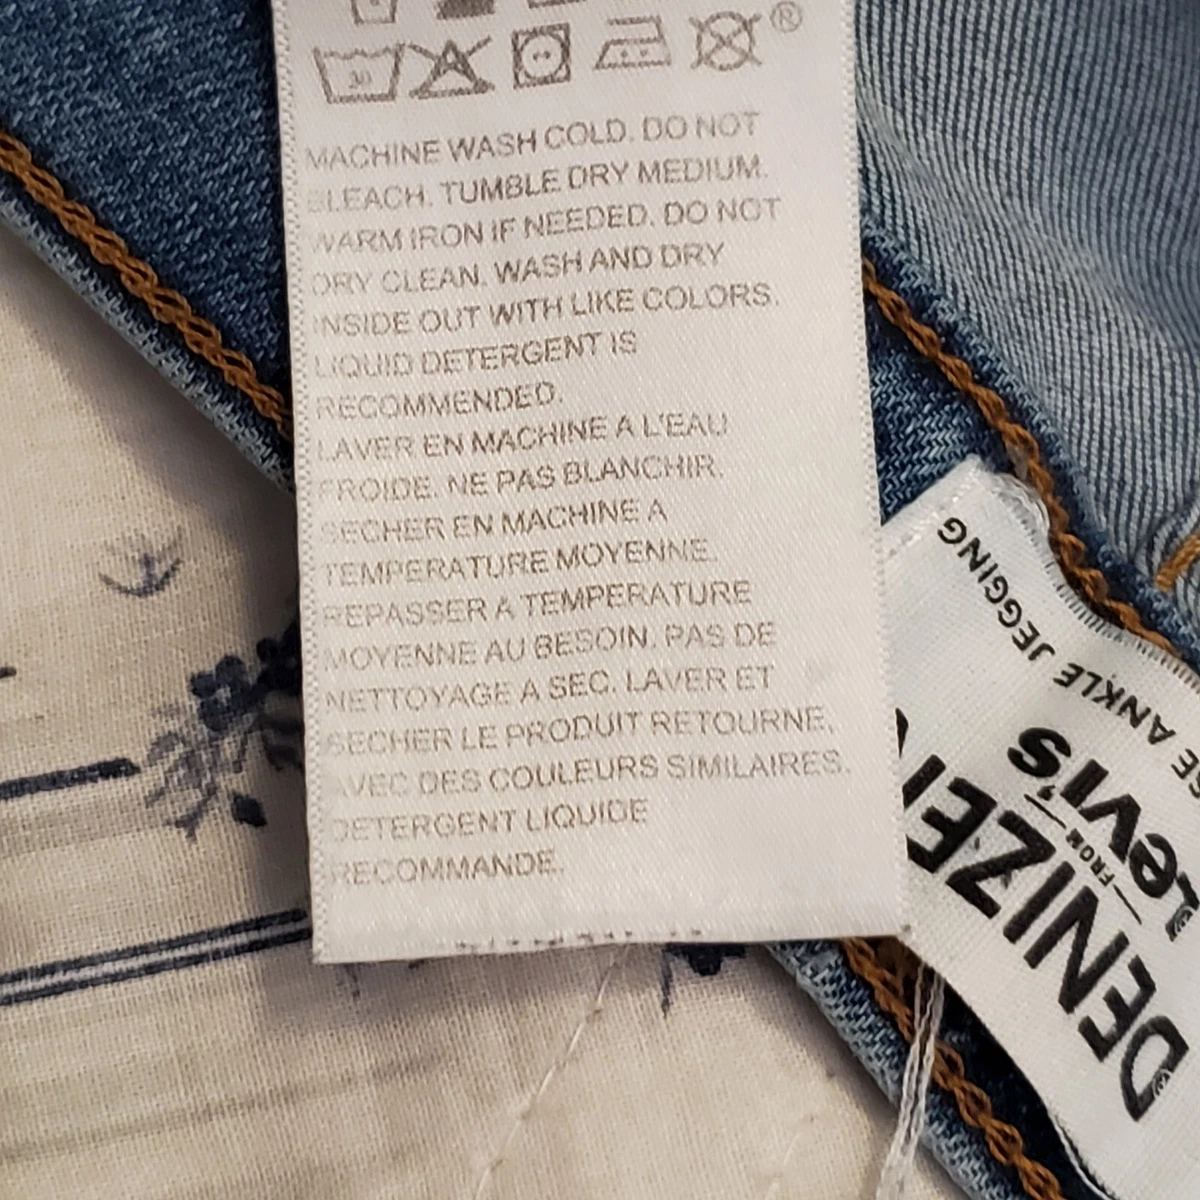 30
®
MACHINE WASH COLD. DO NOT
BLEACH. TUMBLE DRY MEDIUM.
WARM IRON IF NEEDED. DO NOT
DRY CLEAN. WASH AND DRY
INSIDE OUT WITH LIKE COLORS.
LIQUID DETERGENT IS
RECOMMENDED.
LAVER EN MACHINE A L'EAU
FROIDE. NE PAS BLANCHIR.
SECHER EN MACHINE A
TEMPERATURE MOYENNE.
REPASSER A TEMPERATURE
MOYENNE AU BESOIN. PAS DE
NETTOYAGE A SEC. LAVER ET
SECHER LE PRODUIT RETOURNE,
AVEC DES COULEURS SIMILAIRES.
DETERGENT LIQUIDE
RECOMMANDE.
DENIZEN®
FROM
Levi's®
ANKLE JEGGING